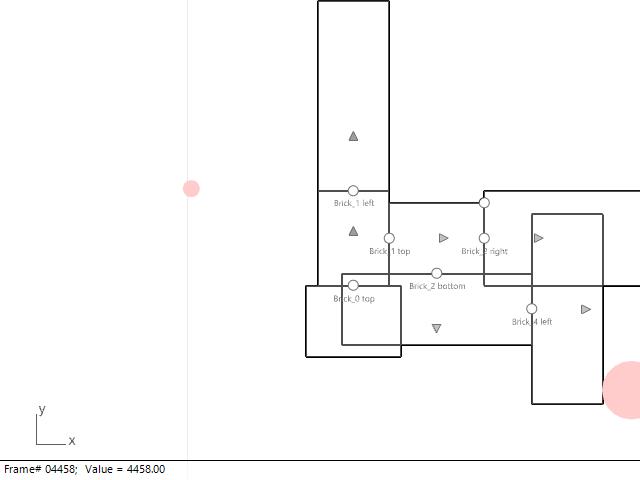 Brick_1 left
Brick_1 top
Brick_2 right
Brick_2 bottom
Brick_0 top
Brick_4 left
y
x
Frame# 04458; Value = 4458.00